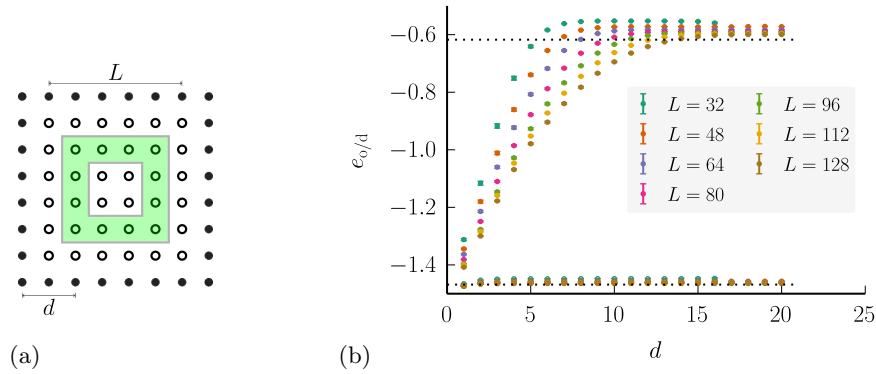 L
d
(a)
−0.6
−0.8
−1.0
−1.2
−1.4
e_{o/d}
L = 32
L = 48
L = 64
L = 80
L = 96
L = 112
L = 128
0 5 10 15 20 25
d
(b)